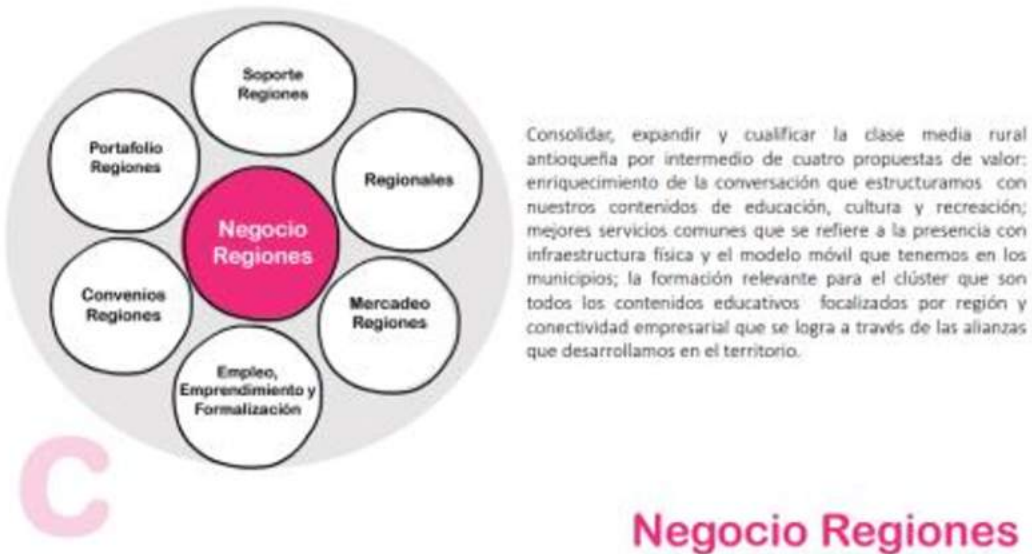 Soporte
Regiones
Portafolio
Regiones
Regionales
Negocio
Regiones
Convenios
Regiones
Mercadeo
Regiones
Empleo,
Emprendimiento y
Formalización
Consolidar, expandir y cualificar la clase media rural
antioqueña por intermedio de cuatro propuestas de valor:
enriquecimiento de la conversación que estructuramos con
nuestros contenidos de educación, cultura y recreación;
mejores servicios comunes que se refiere a la presencia con
infraestructura física y el modelo móvil que tenemos en los
municipios; la formación relevante para el clúster que son
todos los contenidos educativos focalizados por región y
conectividad empresarial que se logra a través de las alianzas
que desarrollamos en el territorio.
C
Negocio Regiones